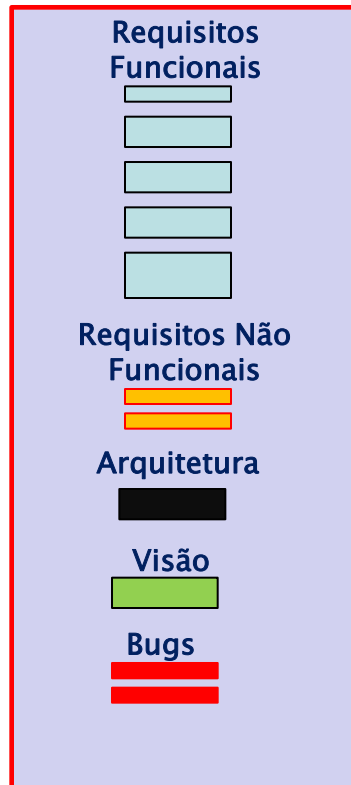 Requisitos
Funcionais
Requisitos Não
Funcionais
Arquitetura
Visão
Bugs